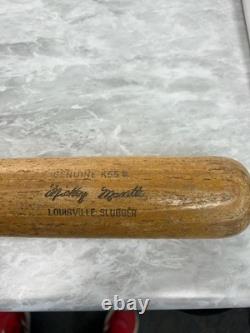 GENUINE K55
Mickey Mantle
LOUISVILLE SLUGGER